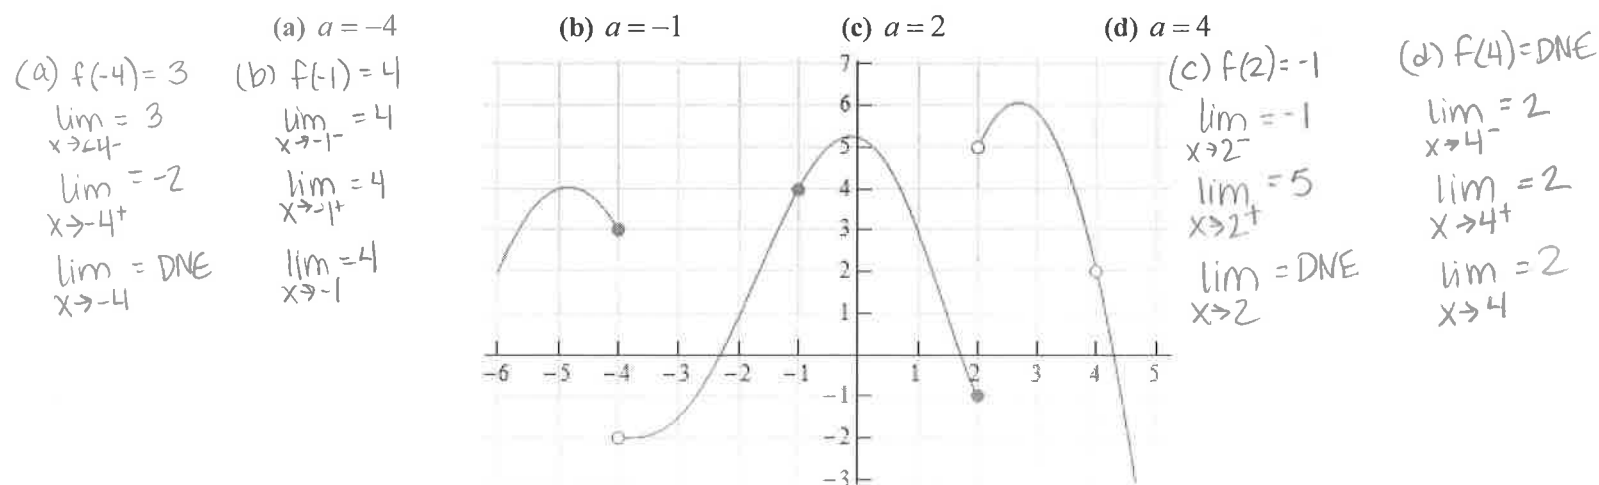 (a) a = −4 (b) a = −1 (c) a = 2 (d) a = 4
(a) f(-4) = 3
lim = 3
x→-4-
lim = -2
x→-4+
lim = DNE
x→-4
(b) f(-1) = 4
lim = 4
x→-1-
lim = 4
x→-1+
lim = 4
x→-1
7
6
5
4
3
2
1
−6 −5 −4 −3 −2 −1 1 2 3 4 5
−1
−2
−3
(c) f(2) = -1
lim = -1
x→2-
lim = 5
x→2+
lim = DNE
x→2
(d) f(4) = DNE
lim = 2
x→4-
lim = 2
x→4+
lim = 2
x→4